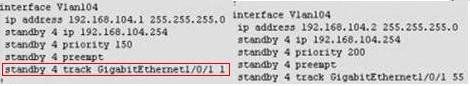 interface Vlan104
ip address 192.168.104.1 255.255.255.0
standby 4 ip 192.168.104.254
standby 4 priority 150
standby 4 preempt
standby 4 track GigabitEthernet1/0/1 1
interface Vlan104
ip address 192.168.104.2 255.255.255.0
standby 4 ip 192.168.104.254
standby 4 priority 200
standby 4 preempt
standby 4 track GigabitEthernet1/0/1 55